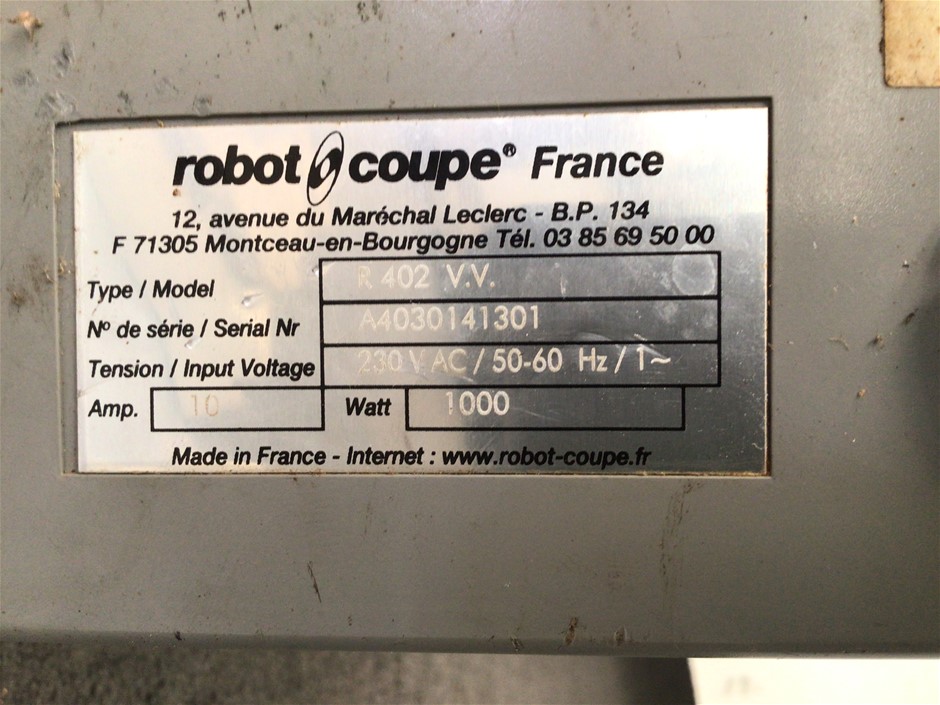 robot coupe® France
12, avenue du Maréchal Leclerc - B.P. 134
F 71305 Montceau-en-Bourgogne Tél. 03 85 69 50 00
Type / Model R 402 V.V.
Nº de série / Serial Nr A4030141301
Tension / Input Voltage 230 V AC / 50-60 Hz / 1~
Amp. 10 Watt 1000
Made in France - Internet : www.robot-coupe.fr